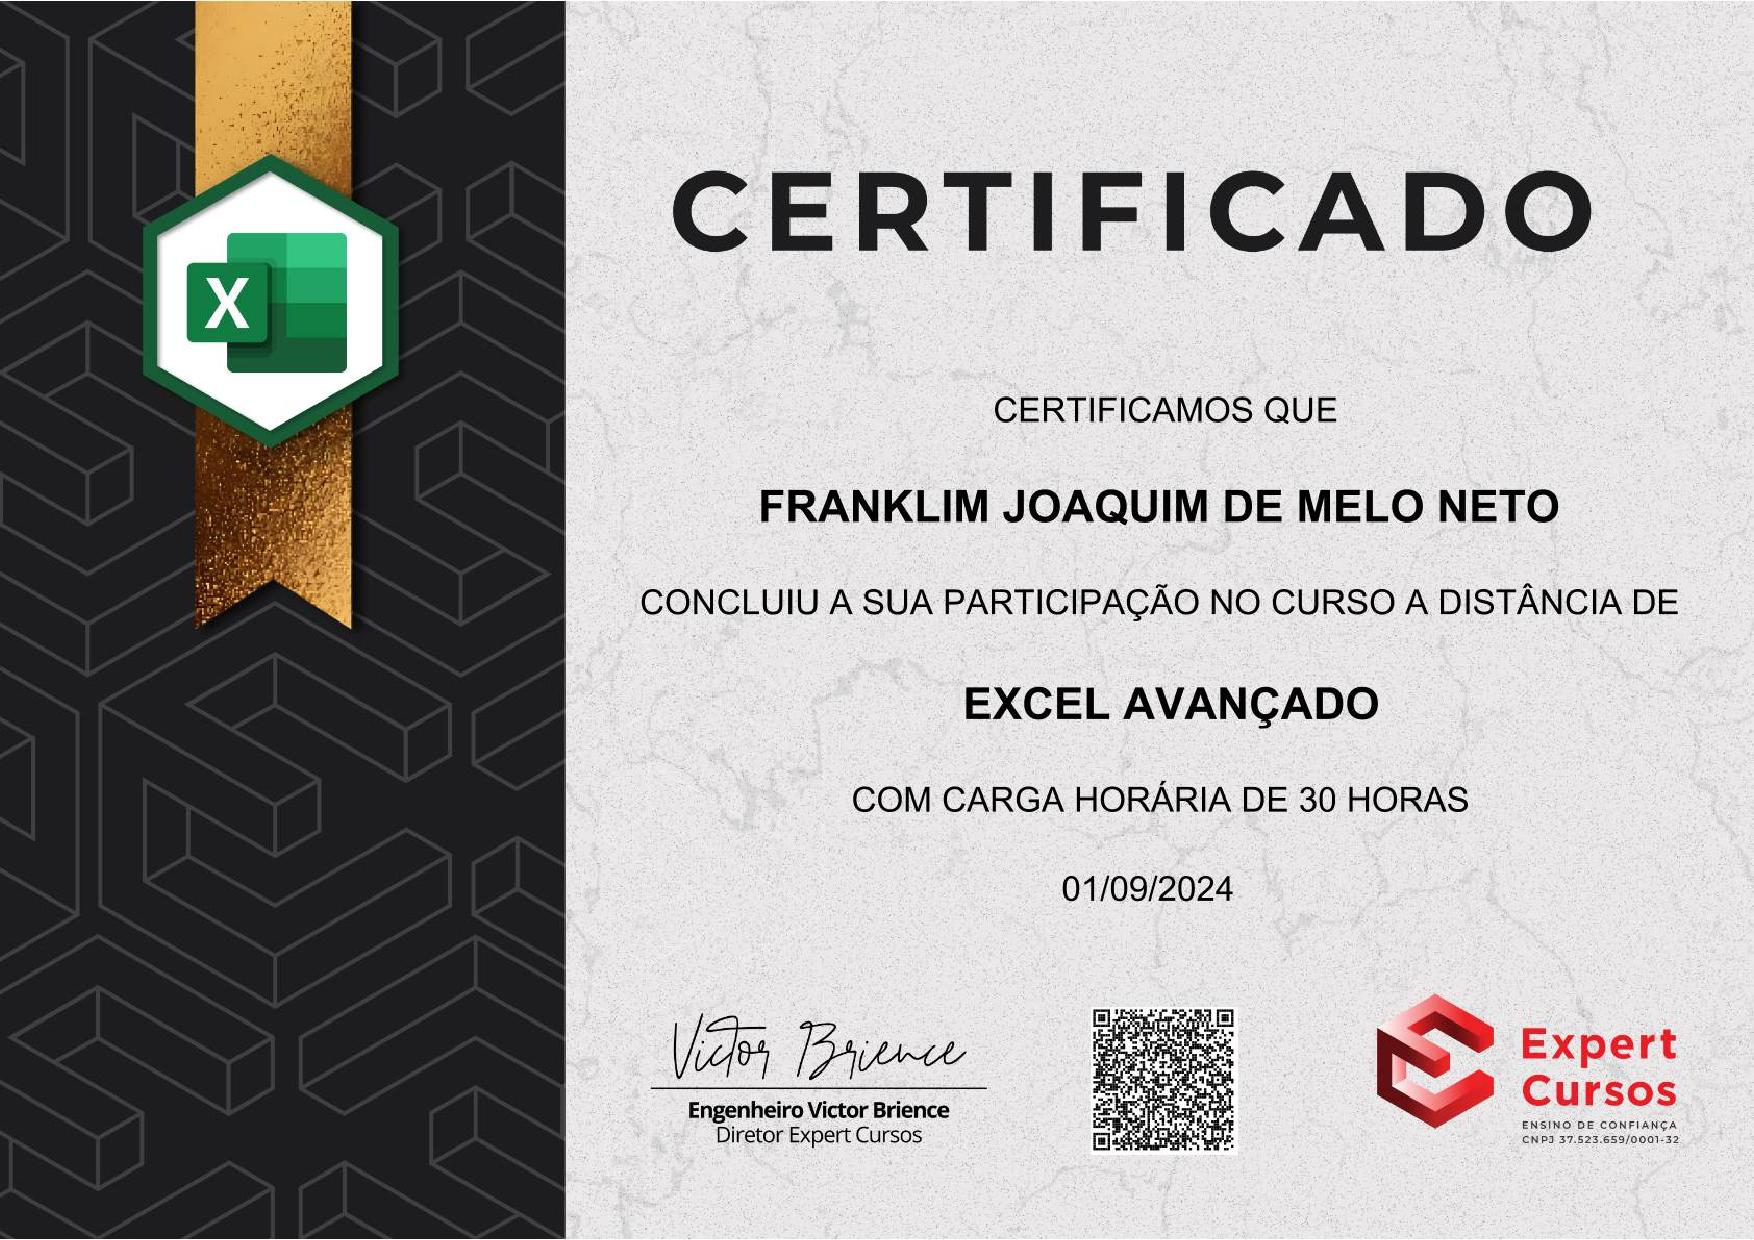 CERTIFICADO
X
CERTIFICAMOS QUE
FRANKLIM JOAQUIM DE MELO NETO
CONCLUIU A SUA PARTICIPAÇÃO NO CURSO A DISTÂNCIA DE
EXCEL AVANÇADO
COM CARGA HORÁRIA DE 30 HORAS
01/09/2024
Victor Brience
Engenheiro Victor Brience
Diretor Expert Cursos
Expert
Cursos
ENSINO DE CONFIANÇA
CNPJ 37.523.659/0001-32